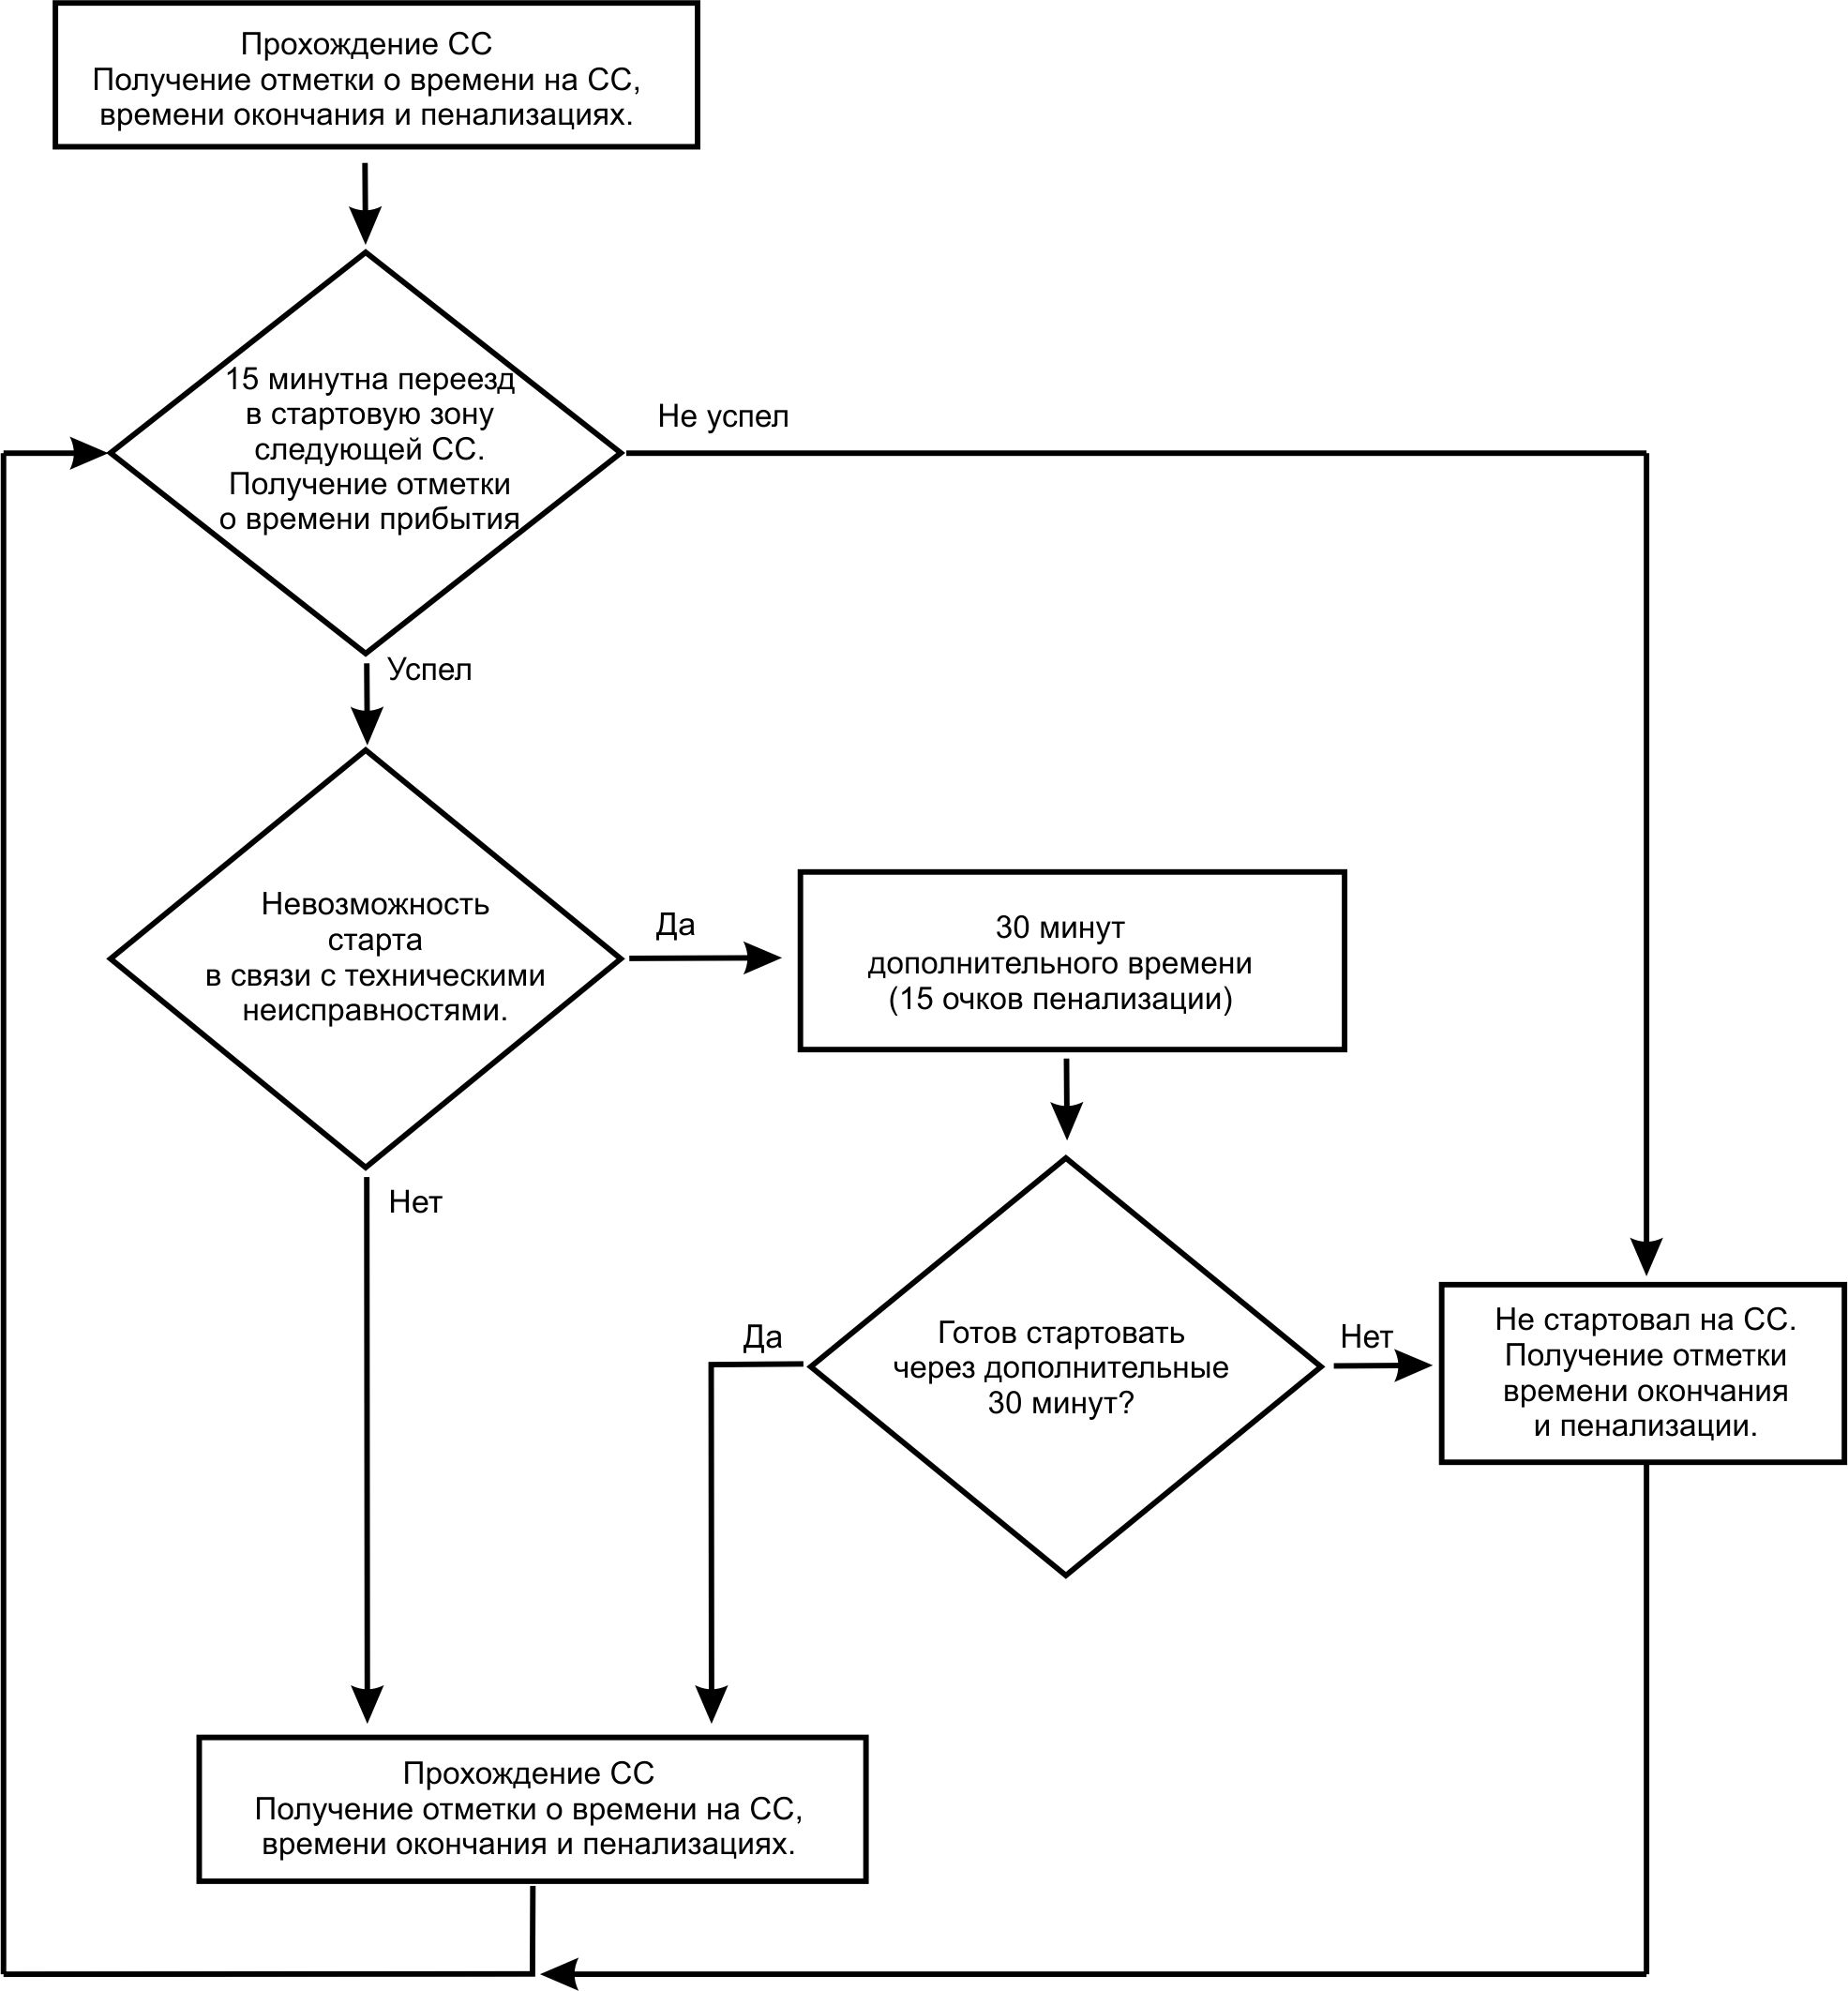 Прохождение СС
Получение отметки о времени на СС,
времени окончания и пенализациях.
15 минутна переезд
в стартовую зону
следующей СС.
Получение отметки
о времени прибытия
Не успел
Успел
Невозможность
старта
в связи с техническими
неисправностями.
Да
30 минут
дополнительного времени
(15 очков пенализации)
Нет
Да
Готов стартовать
через дополнительные
30 минут?
Нет
Не стартовал на СС.
Получение отметки
времени окончания
и пенализации.
Прохождение СС
Получение отметки о времени на СС,
времени окончания и пенализациях.